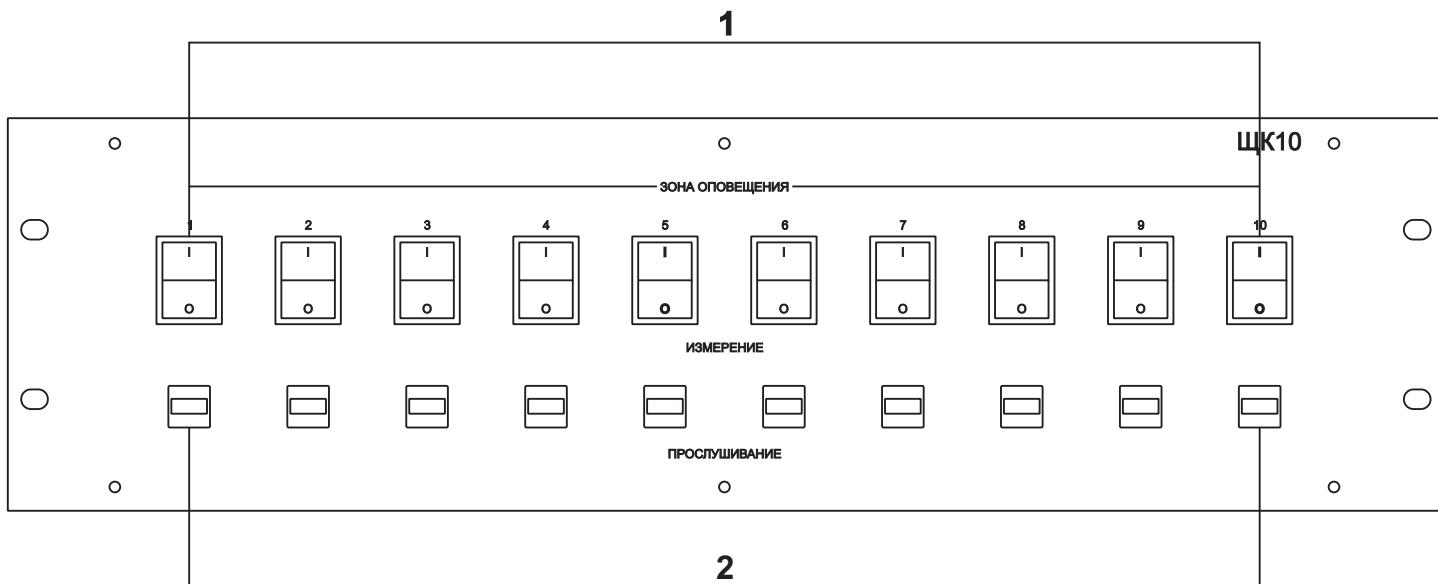 1
ЩК10
ЗОНА ОПОВЕЩЕНИЯ
1 2 3 4 5 6 7 8 9 10
I I I I I I I I I I
O O O O O O O O O O
ИЗМЕРЕНИЕ
ПРОСЛУШИВАНИЕ
2